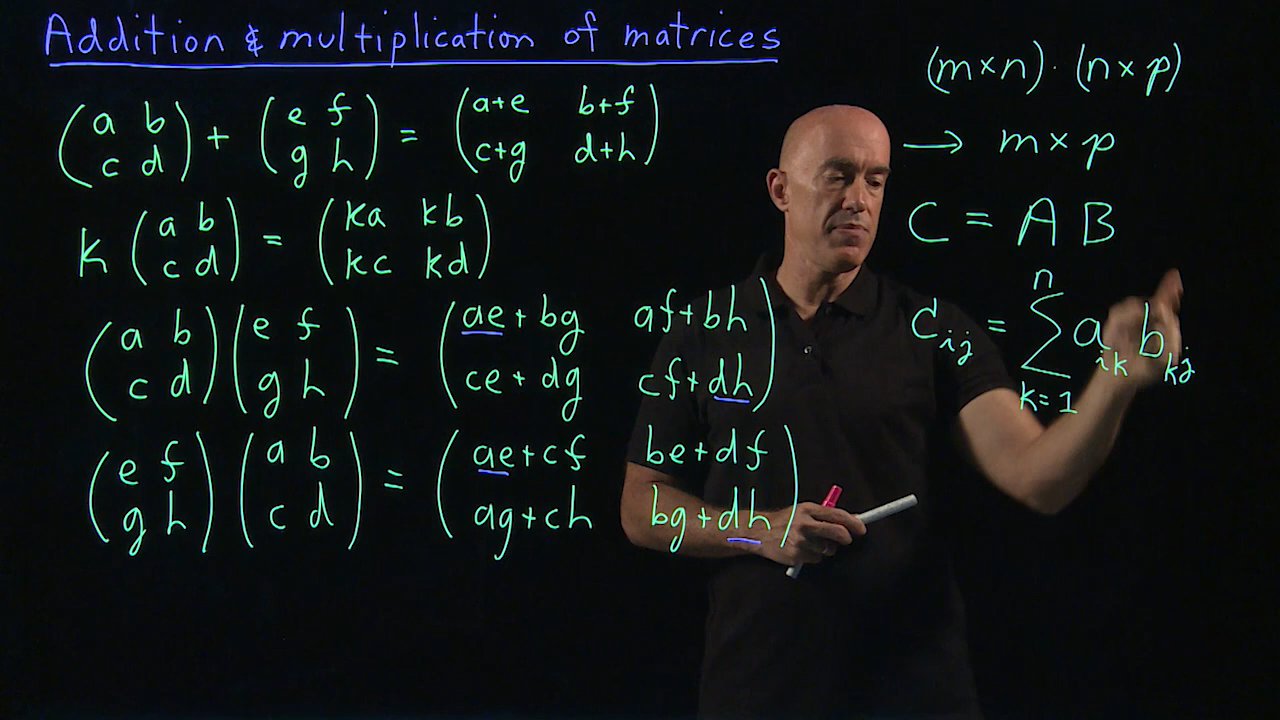 Addition & multiplication of matrices
(a b) + (e f) = (a+e b+f)
(c d) (g h) (c+g d+h)
k (a b) = (ka kb)
(c d) (kc kd)
(a b)(e f) = (ae+bg af+bh)
(c d)(g h) (ce+dg cf+dh)
(e f)(a b) = (ae+cf be+df)
(g h)(c d) (ag+ch bg+dh)
(m×n)·(n×p)
→ m×p
C = A B
n
c_ij = ∑ a_ik b_kj
k=1